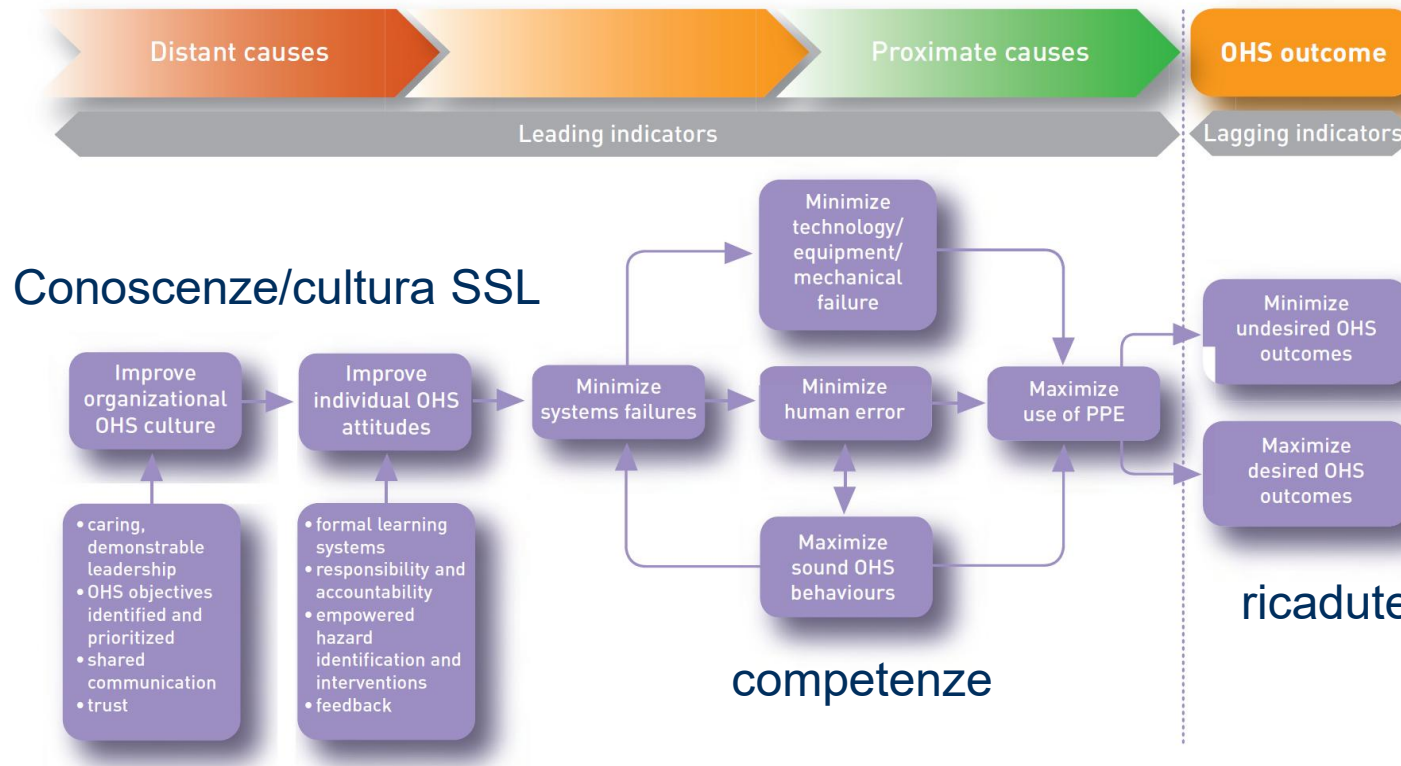 Distant causes
Proximate causes
OHS outcome
Leading indicators
Lagging indicators
Conoscenze/cultura SSL
Improve
organizational
OHS culture
Improve
individual OHS
attitudes
Minimize
systems failures
Minimize
technology/
equipment/
mechanical
failure
Minimize
human error
Maximize
sound OHS
behaviours
Maximize
use of PPE
Minimize
undesired OHS
outcomes
Maximize
desired OHS
outcomes
• caring,
demonstrable
leadership
• OHS objectives
identified and
prioritized
• shared
communication
• trust
• formal learning
systems
• responsibility and
accountability
• empowered
hazard
identification and
interventions
• feedback
competenze
ricadute